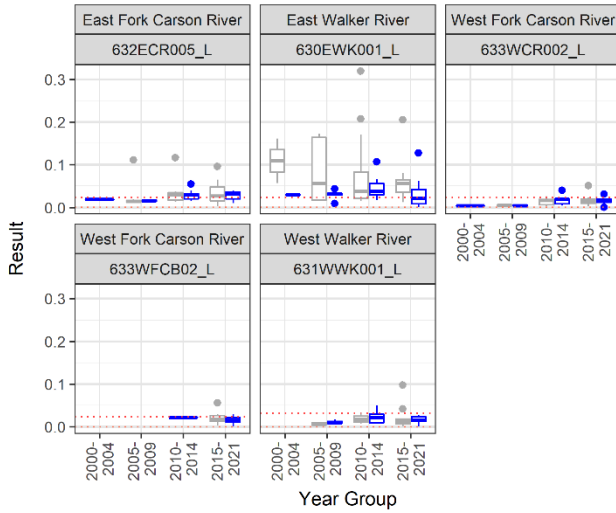 East Fork Carson River
East Walker River
West Fork Carson River
632ECR005_L
630EWK001_L
633WCR002_L
0.3
0.2
0.1
0.0
2000-
2004
2005-
2009
2010-
2014
2015-
2021
West Fork Carson River
West Walker River
633WFCB02_L
631WWK001_L
0.3
0.2
0.1
0.0
2000-
2004
2005-
2009
2010-
2014
2015-
2021
2000-
2004
2005-
2009
2010-
2014
2015-
2021
Result
Year Group